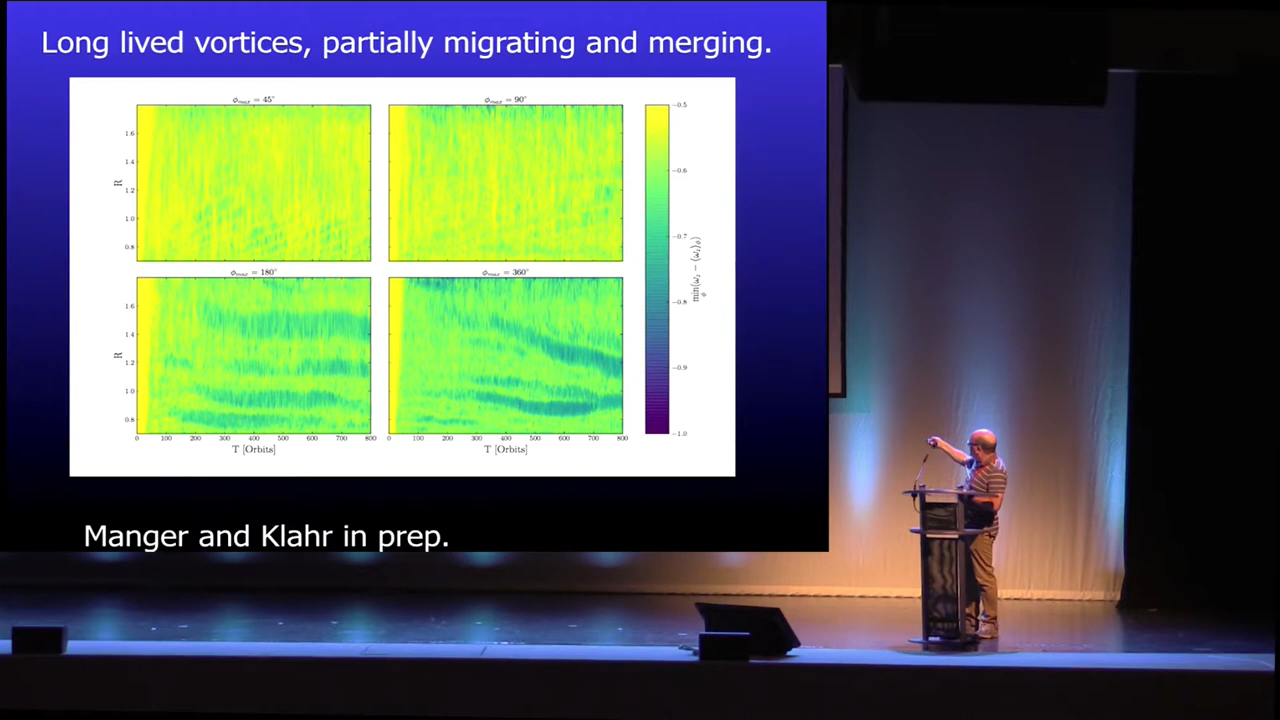 Long lived vortices, partially migrating and merging.
ϕmax = 45°
ϕmax = 90°
1.6
1.4
1.2
1.0
0.8
R
−0.5
−0.6
−0.7
−0.8
−0.9
−1.0
min(ωz − ⟨ωz⟩ϕ)
ϕ
ϕmax = 180°
ϕmax = 360°
1.6
1.4
1.2
1.0
0.8
R
0 100 200 300 400 500 600 700 800
0 100 200 300 400 500 600 700 800
T [Orbits]
T [Orbits]
Manger and Klahr in prep.